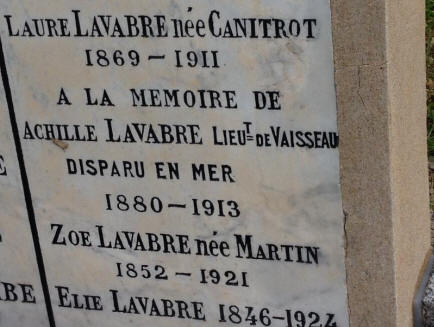 LAURE LAVABRE née CANITROT
1869 – 1911
A LA MEMOIRE DE
ACHILLE LAVABRE LIEUT DE VAISSEAU
DISPARU EN MER
1880 – 1913
ZOE LAVABRE née MARTIN
1852 – 1921
ELIE LAVABRE 1846-1924